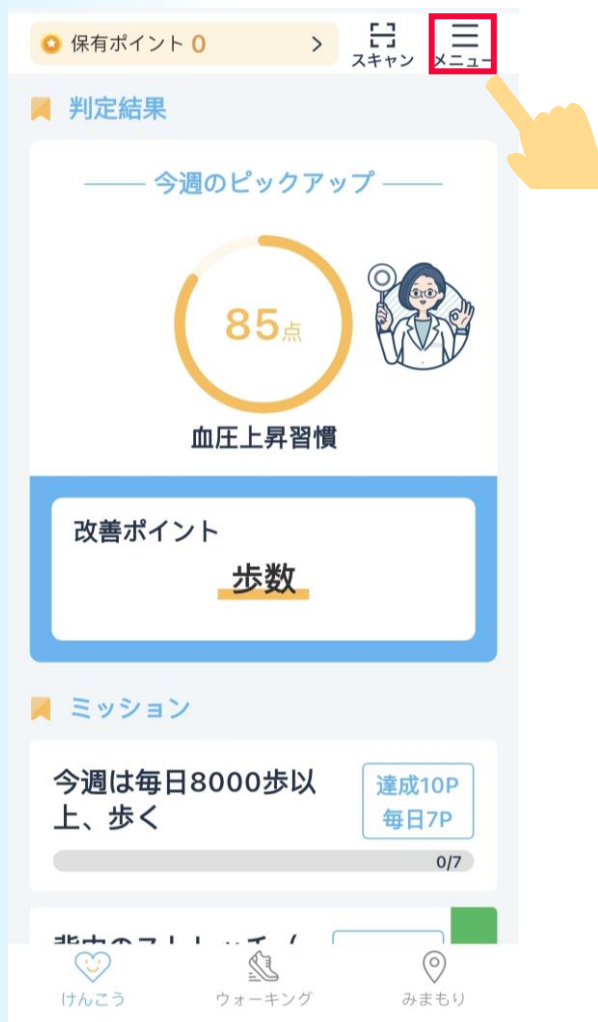 保有ポイント 0
スキャン
メニュー
判定結果
今週のピックアップ
85点
血圧上昇習慣
改善ポイント
歩数
ミッション
今週は毎日8000歩以
上、歩く
達成10P
毎日7P
0/7
けんこう
ウォーキング
みまもり